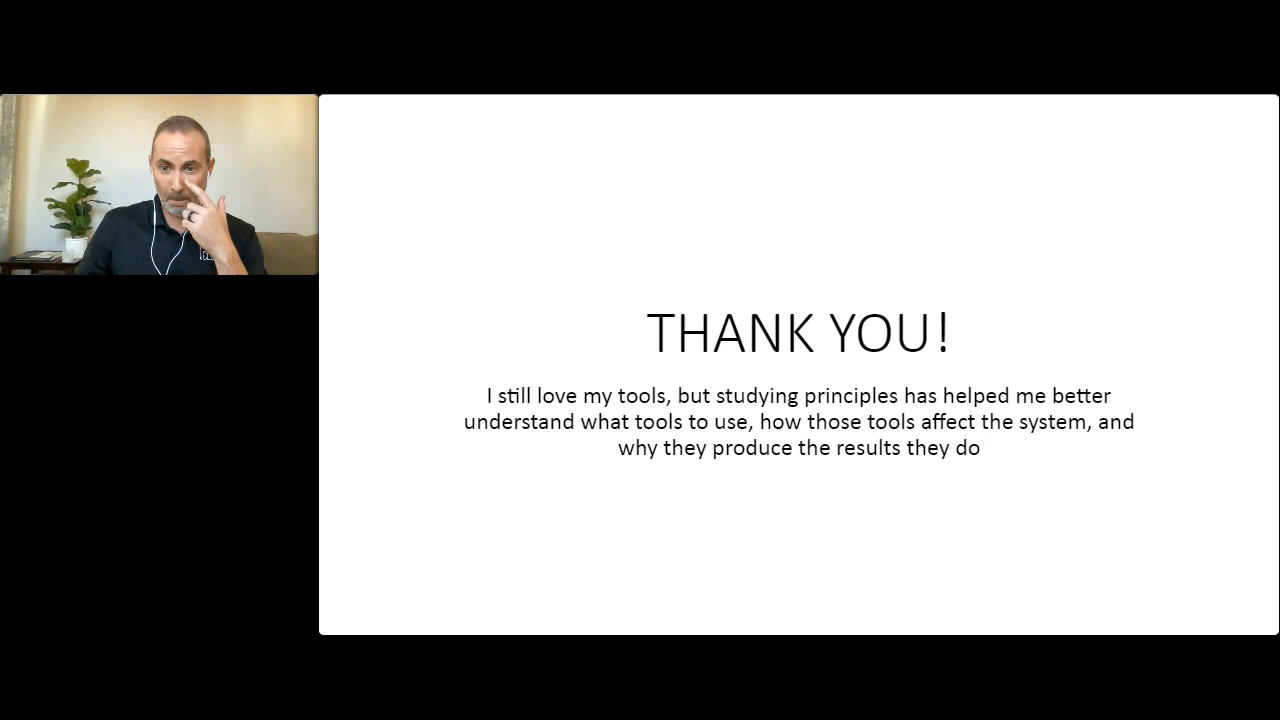 THANK YOU!
I still love my tools, but studying principles has helped me better
understand what tools to use, how those tools affect the system, and
why they produce the results they do